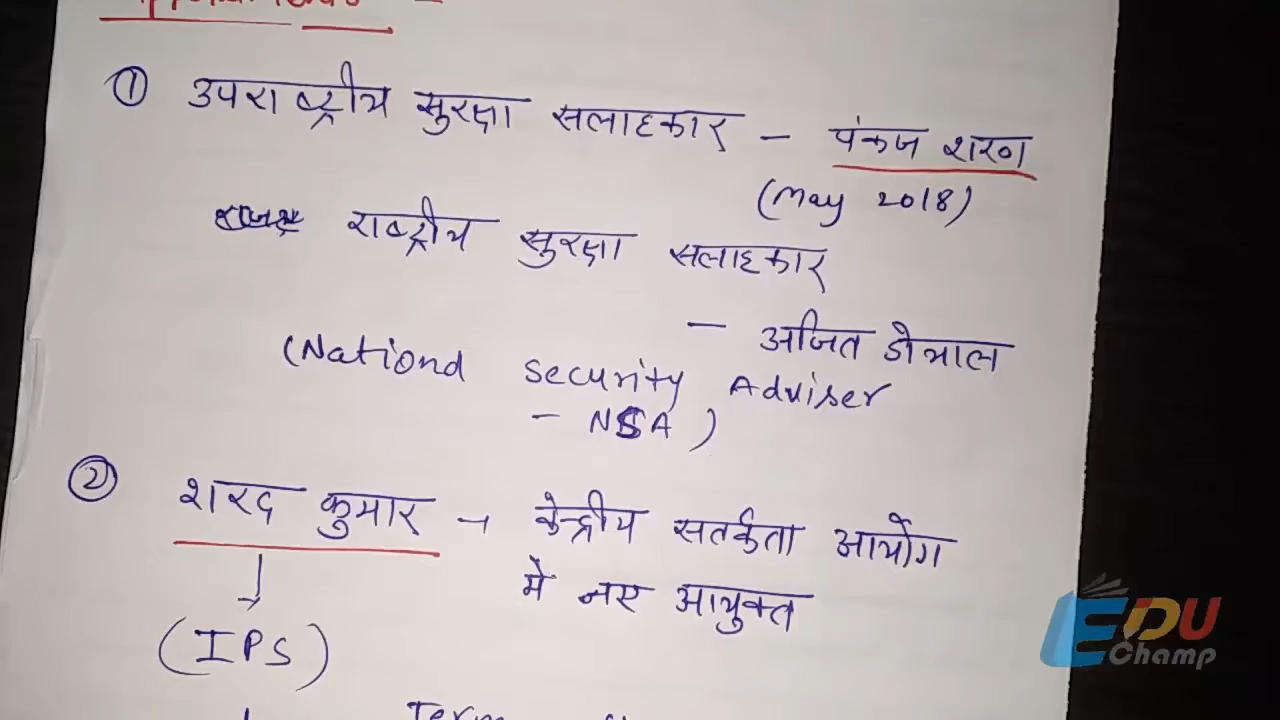 ① उपराष्ट्रीय सुरक्षा सलाहकार – पंकज शरण
(May 2018)
राष्ट्रीय सुरक्षा सलाहकार
– अजित डोभाल
(National Security Adviser
– NSA)
② शरद कुमार → केन्द्रीय सतर्कता आयोग
मे नए आयुक्त
(IPS)
Term
EDU
Champ